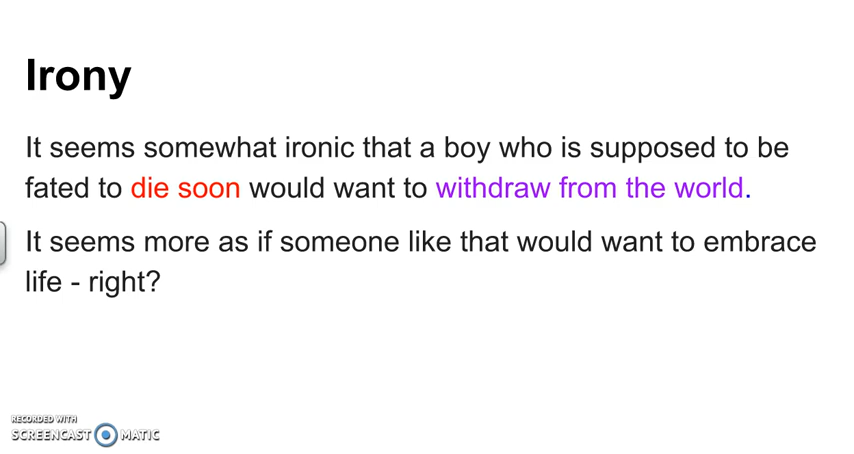 Irony
It seems somewhat ironic that a boy who is supposed to be
fated to die soon would want to withdraw from the world.
It seems more as if someone like that would want to embrace
life - right?
RECORDED WITH
SCREENCAST MATIC